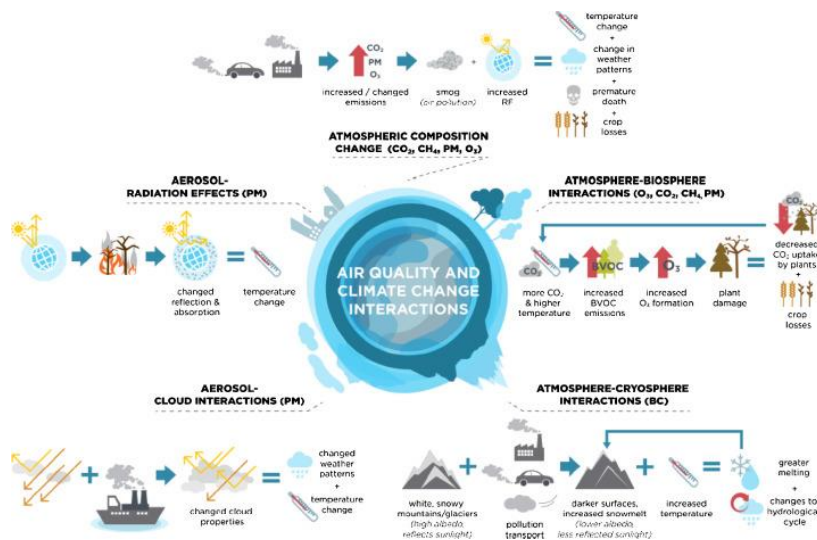 CO₂
PM
O₃
increased / changed
emissions
smog
(air pollution)
+
increased
RF
=
temperature
change
+
change in
weather
patterns
+
premature
death
+
crop
losses
ATMOSPHERIC COMPOSITION
CHANGE (CO₂, CH₄, PM, O₃)
AEROSOL-
RADIATION EFFECTS (PM)
changed
reflection &
absorption
=
temperature
change
ATMOSPHERE-BIOSPHERE
INTERACTIONS (O₃, CO₂, CH₄, PM)
CO₂
more CO₂
& higher
temperature
BVOC
increased
BVOC
emissions
O₃
increased
O₃ formation
plant
damage
=
CO₂
decreased
CO₂ uptake
by plants
+
crop
losses
AIR QUALITY AND
CLIMATE CHANGE
INTERACTIONS
AEROSOL-
CLOUD INTERACTIONS (PM)
+
changed cloud
properties
=
changed
weather
patterns
+
temperature
change
ATMOSPHERE-CRYOSPHERE
INTERACTIONS (BC)
white, snowy
mountains/glaciers
(high albedo,
reflects sunlight)
+
pollution
transport
darker surfaces,
increased snowmelt
(lower albedo,
less reflected sunlight)
+
increased
temperature
=
greater
melting
+
changes to
hydrological
cycle